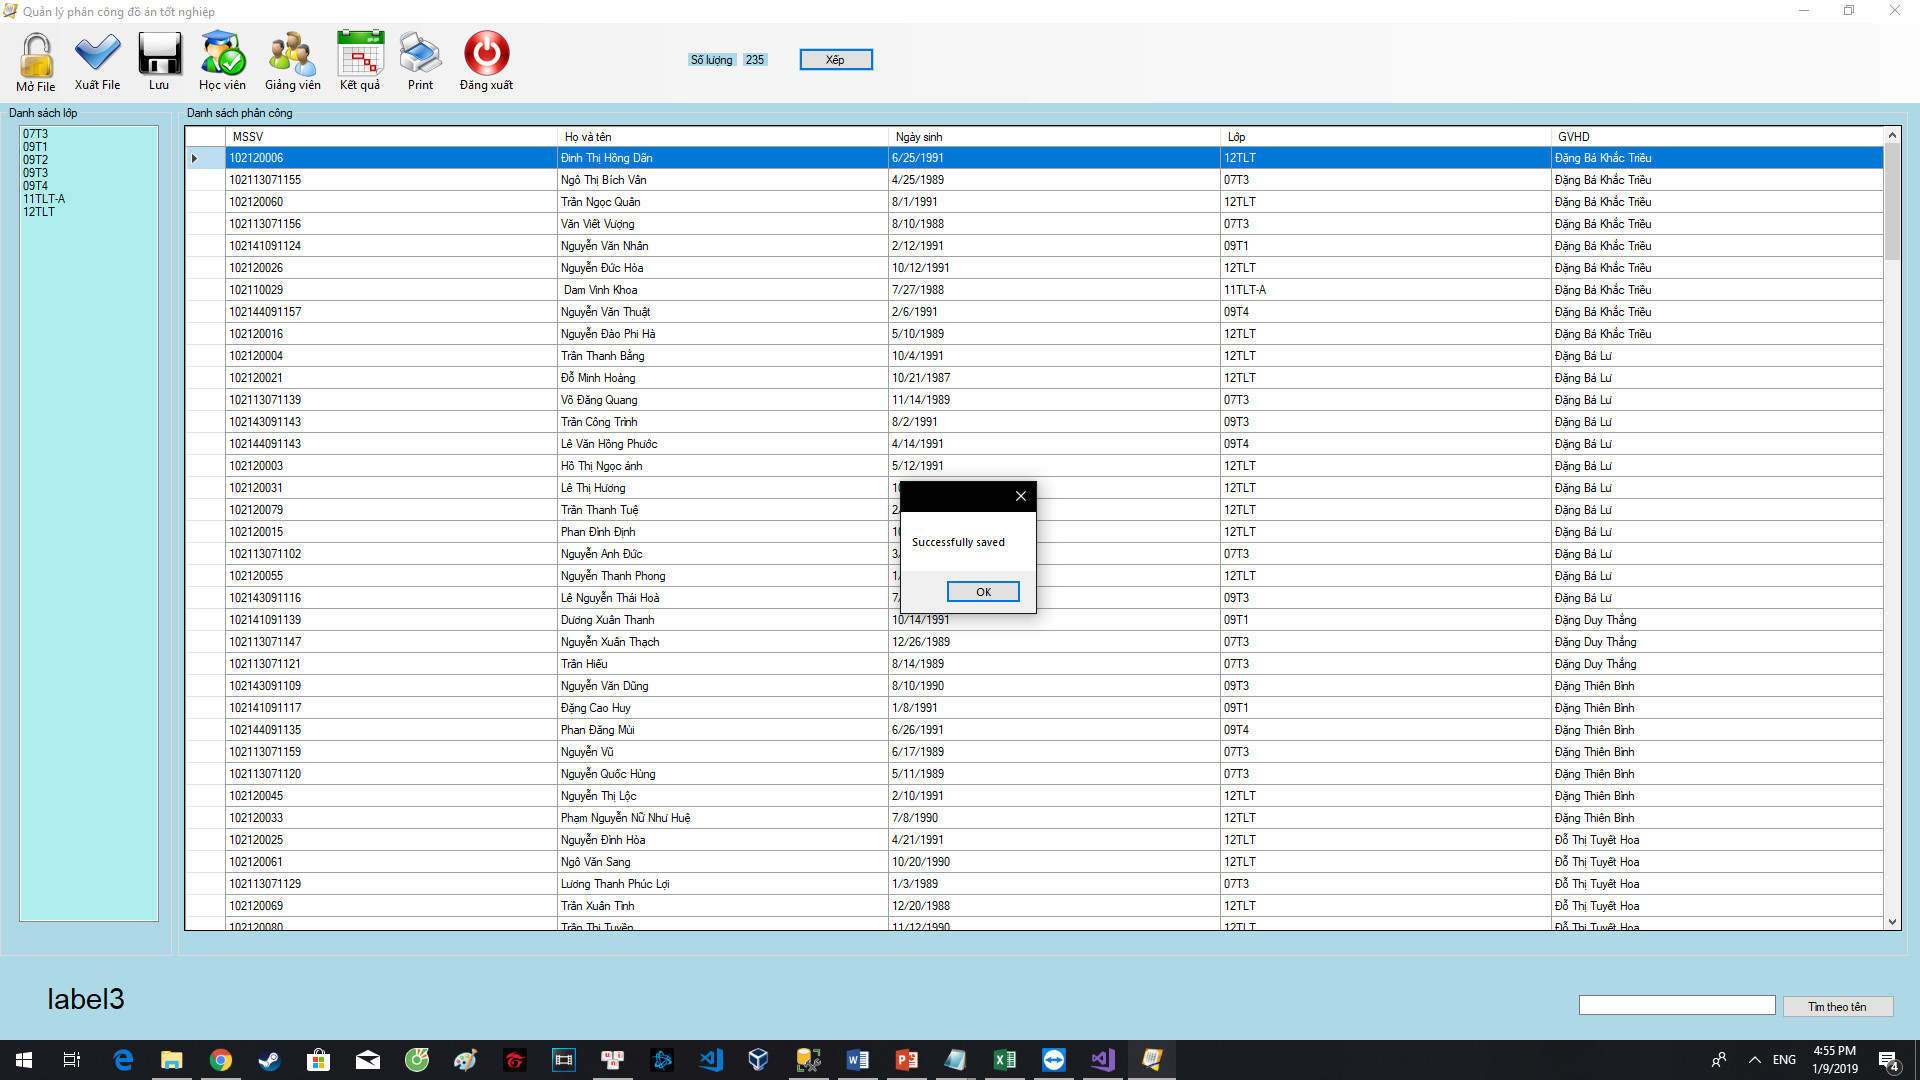 Quản lý phân công đồ án tốt nghiệp
Mở File Xuất File Lưu Học viên Giảng viên Kết quả Print Đăng xuất
Số lượng 235 Xếp
Danh sách lớp
07T3
09T1
09T2
09T3
09T4
11TLT-A
12TLT
Danh sách phân công
MSSV Họ và tên Ngày sinh Lớp GVHD
102120006 Đinh Thị Hồng Dân 6/25/1991 12TLT Đặng Bá Khắc Triều
102113071155 Ngô Thị Bích Vân 4/25/1989 07T3 Đặng Bá Khắc Triều
102120060 Trần Ngọc Quân 8/1/1991 12TLT Đặng Bá Khắc Triều
102113071156 Văn Viết Vượng 8/10/1988 07T3 Đặng Bá Khắc Triều
102141091124 Nguyễn Văn Nhân 2/12/1991 09T1 Đặng Bá Khắc Triều
102120026 Nguyễn Đức Hòa 10/12/1991 12TLT Đặng Bá Khắc Triều
102110029 Dam Vinh Khoa 7/27/1988 11TLT-A Đặng Bá Khắc Triều
102144091157 Nguyễn Văn Thuật 2/6/1991 09T4 Đặng Bá Khắc Triều
102120016 Nguyễn Đào Phi Hà 5/10/1989 12TLT Đặng Bá Khắc Triều
102120004 Trần Thanh Bằng 10/4/1991 12TLT Đặng Bá Lư
102120021 Đỗ Minh Hoàng 10/21/1987 12TLT Đặng Bá Lư
102113071139 Võ Đăng Quang 11/14/1989 07T3 Đặng Bá Lư
102143091143 Trần Công Trình 8/2/1991 09T3 Đặng Bá Lư
102144091143 Lê Văn Hồng Phước 4/14/1991 09T4 Đặng Bá Lư
102120003 Hồ Thị Ngọc ánh 5/12/1991 12TLT Đặng Bá Lư
102120031 Lê Thị Hương 12TLT Đặng Bá Lư
102120079 Trần Thanh Tuệ 12TLT Đặng Bá Lư
102120015 Phan Đình Định 12TLT Đặng Bá Lư
102113071102 Nguyễn Anh Đức 07T3 Đặng Bá Lư
102120055 Nguyễn Thanh Phong 12TLT Đặng Bá Lư
102143091116 Lê Nguyễn Thái Hoà 09T3 Đặng Bá Lư
102141091139 Dương Xuân Thanh 10/14/1991 09T1 Đặng Duy Thắng
102113071147 Nguyễn Xuân Thạch 12/26/1989 07T3 Đặng Duy Thắng
102113071121 Trần Hiếu 8/14/1989 07T3 Đặng Duy Thắng
102143091109 Nguyễn Văn Dũng 8/10/1990 09T3 Đặng Thiên Bình
102141091117 Đặng Cao Huy 1/8/1991 09T1 Đặng Thiên Bình
102144091135 Phan Đăng Mùi 6/26/1991 09T4 Đặng Thiên Bình
102113071159 Nguyễn Vũ 6/17/1989 07T3 Đặng Thiên Bình
102113071120 Nguyễn Quốc Hùng 5/11/1989 07T3 Đặng Thiên Bình
102120045 Nguyễn Thị Lộc 2/10/1991 12TLT Đặng Thiên Bình
102120033 Phạm Nguyễn Nữ Như Huệ 7/8/1990 12TLT Đặng Thiên Bình
102120025 Nguyễn Đình Hòa 4/21/1991 12TLT Đỗ Thị Tuyết Hoa
102120061 Ngô Văn Sang 10/20/1990 12TLT Đỗ Thị Tuyết Hoa
102113071129 Lương Thanh Phúc Lợi 1/3/1989 07T3 Đỗ Thị Tuyết Hoa
102120069 Trần Xuân Tình 12/20/1988 12TLT Đỗ Thị Tuyết Hoa
102120080 Trần Thị Tuyền 11/12/1990 12TLT Đỗ Thị Tuyết Hoa
Successfully saved
OK
label3
Tìm theo tên
ENG 4:55 PM
1/9/2019
4